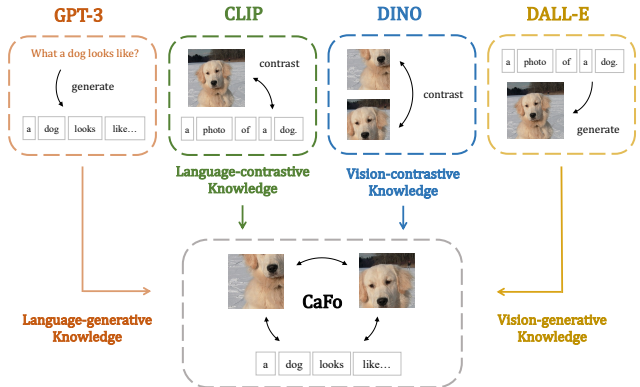 GPT-3
CLIP
DINO
DALL-E
What a dog looks like?
generate
a dog looks like…
contrast
a photo of a dog.
contrast
a photo of a dog.
generate
Language-contrastive
Knowledge
Vision-contrastive
Knowledge
CaFo
Language-generative
Knowledge
Vision-generative
Knowledge
a dog looks like…